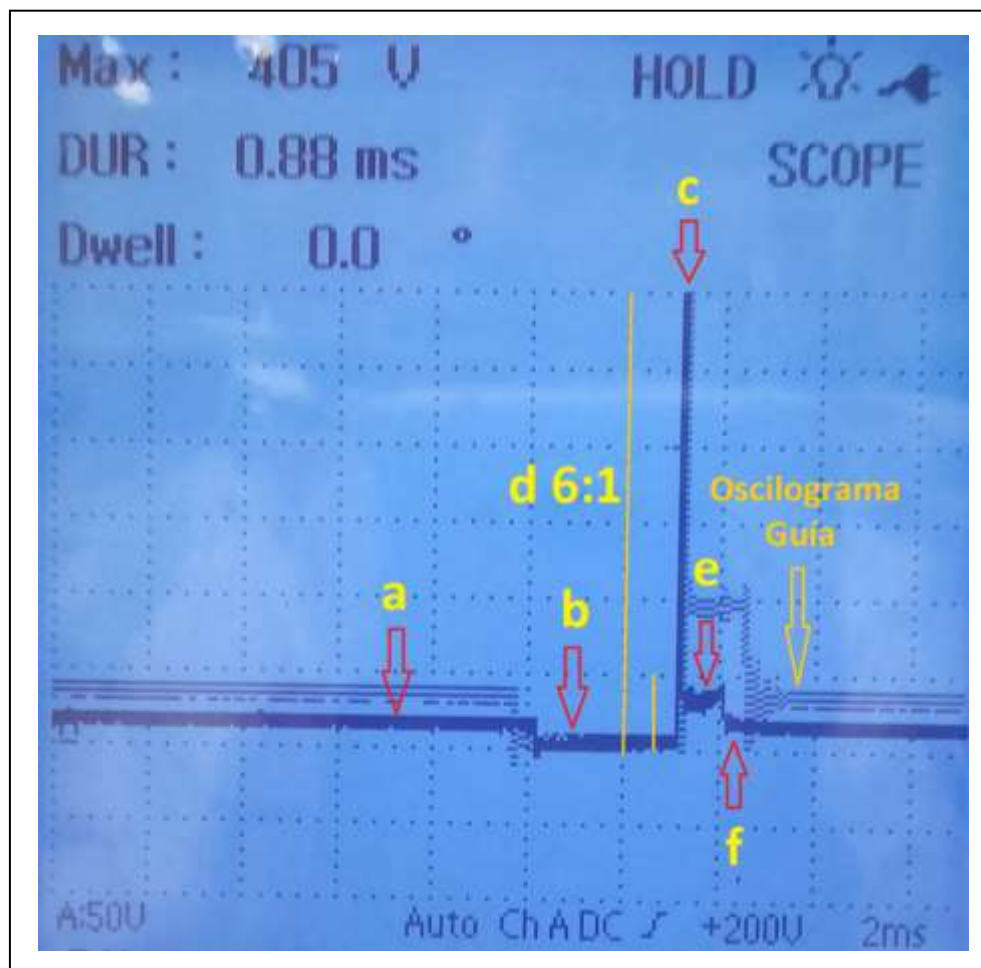 Max : 405 V HOLD
DUR : 0.88 ms SCOPE
Dwell : 0.0 °
c
d 6:1
Oscilograma
Guía
e
a
b
f
A:50V Auto Ch A DC +200V 2ms